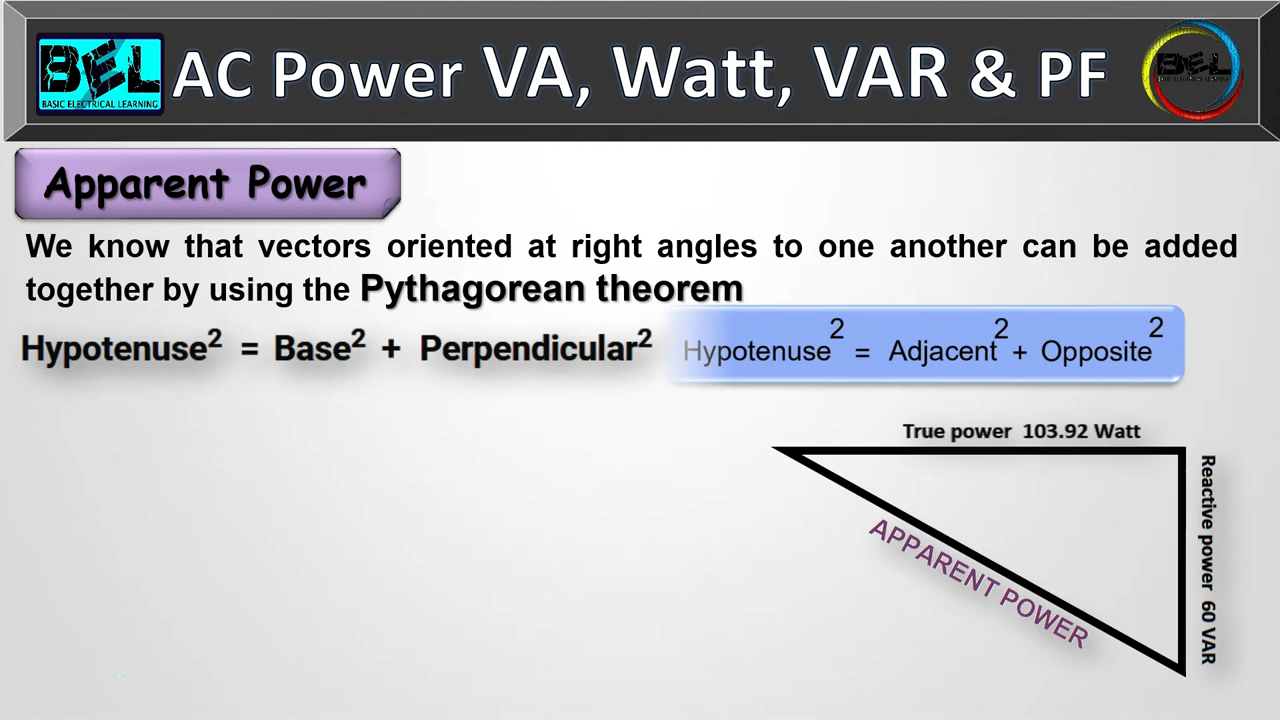 BEL
BASIC ELECTRICAL LEARNING
AC Power VA, Watt, VAR & PF
BEL
Apparent Power
We know that vectors oriented at right angles to one another can be added
together by using the Pythagorean theorem
Hypotenuse² = Base² + Perpendicular²
Hypotenuse² = Adjacent² + Opposite²
True power 103.92 Watt
Reactive power 60 VAR
APPARENT POWER